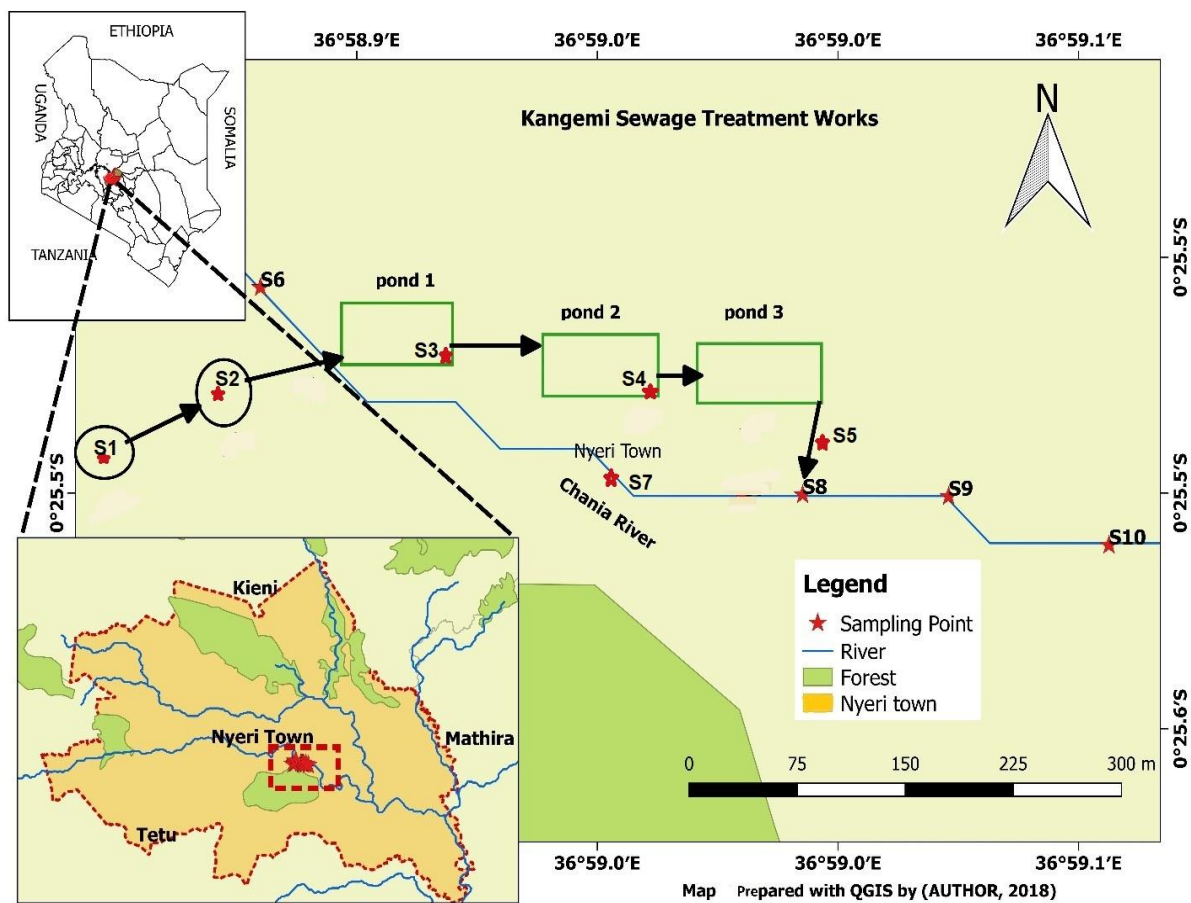 ETHIOPIA
UGANDA
SOMALIA
TANZANIA
36°58.9′E
36°59.0′E
36°59.0′E
36°59.1′E
Kangemi Sewage Treatment Works
N
S6
pond 1
pond 2
pond 3
S3
S2
S4
S1
S5
Nyeri Town
S7
Chania River
S8
S9
S10
0°25.5′S
0°25.5′S
0°25.5′S
0°25.6′S
Kieni
Nyeri Town
Mathira
Tetu
Legend
Sampling Point
River
Forest
Nyeri town
0 75 150 225 300 m
36°59.0′E
36°59.0′E
36°59.1′E
Map Prepared with QGIS by (AUTHOR, 2018)